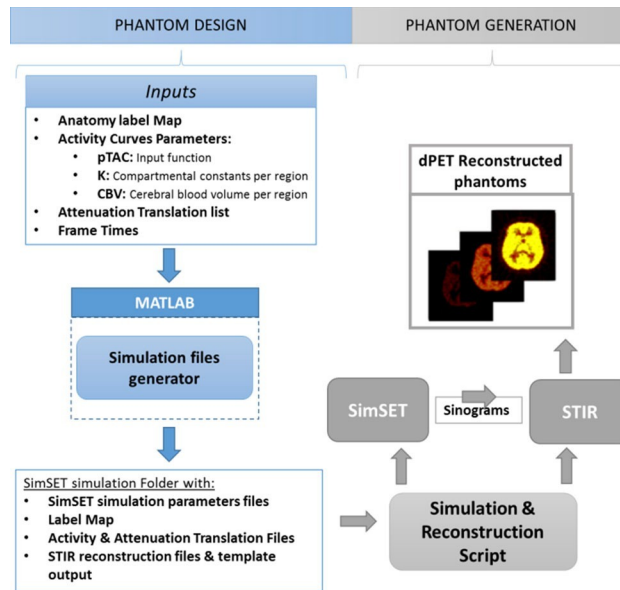 PHANTOM DESIGN
PHANTOM GENERATION
Inputs
• Anatomy label Map
• Activity Curves Parameters:
• pTAC: Input function
• K: Compartmental constants per region
• CBV: Cerebral blood volume per region
• Attenuation Translation list
• Frame Times
MATLAB
Simulation files
generator
SimSET simulation Folder with:
• SimSET simulation parameters files
• Label Map
• Activity & Attenuation Translation Files
• STIR reconstruction files & template
output
dPET Reconstructed
phantoms
SimSET
Sinograms
STIR
Simulation &
Reconstruction
Script